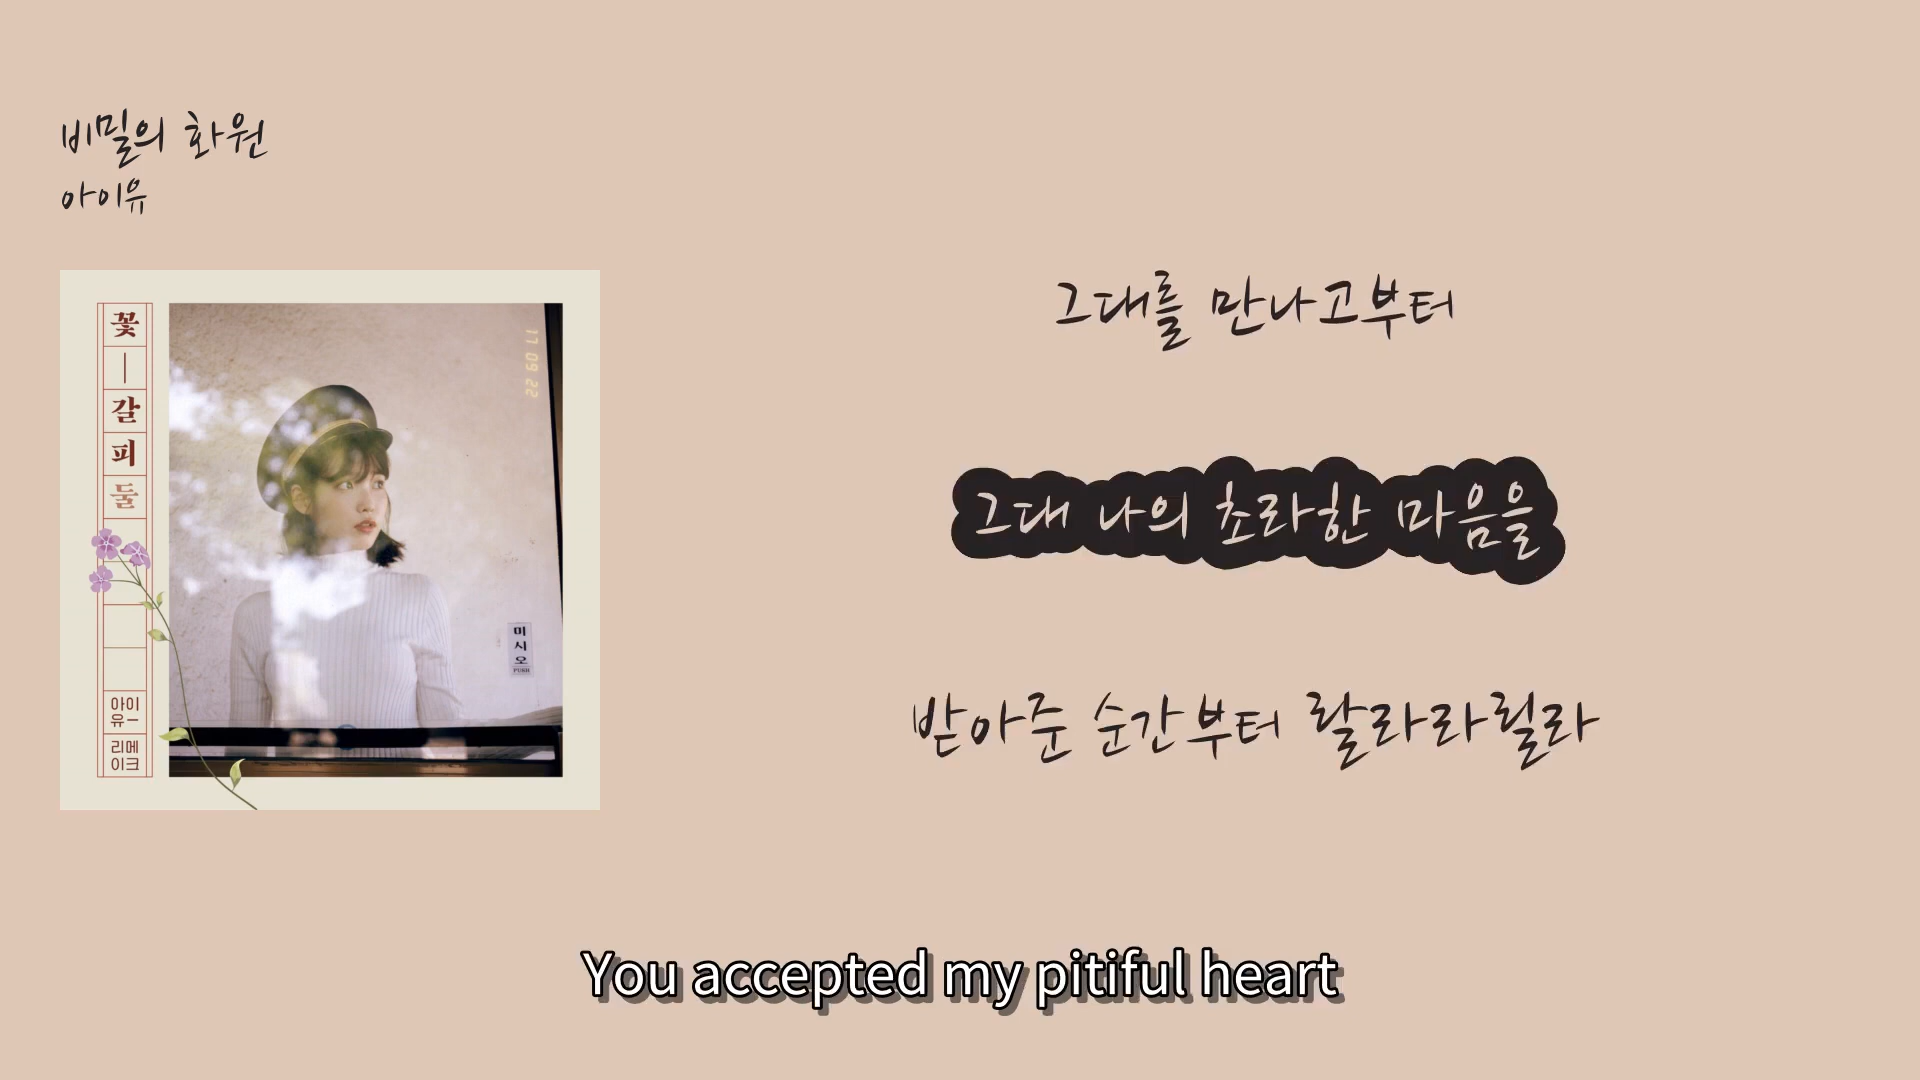 비밀의 화원
아이유
꽃
갈
피
둘
아이
유
리메
이크
17 09 22
미
시
오
PUSH
그대를 만나고부터
그대 나의 초라한 마음을
받아준 순간부터 랄라라릴라
You accepted my pitiful heart